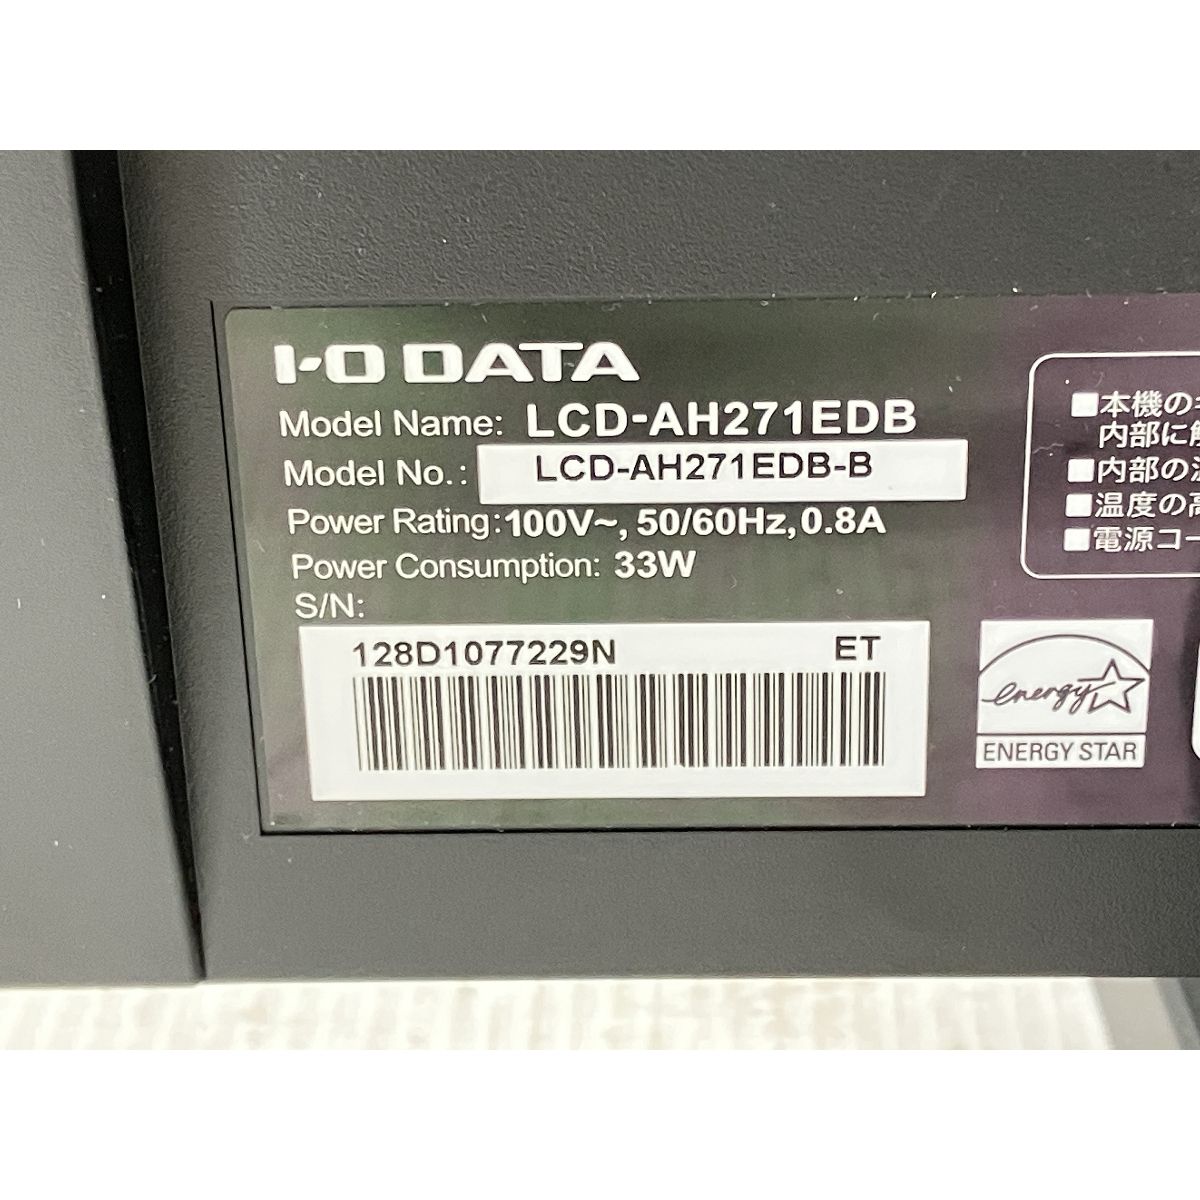 I-O DATA
Model Name: LCD-AH271EDB
Model No.: LCD-AH271EDB-B
Power Rating: 100V~, 50/60Hz, 0.8A
Power Consumption: 33W
S/N:
128D1077229N ET
■本機の
内部に
■内部の
■温度の高
■電源コー
energy
ENERGY STAR